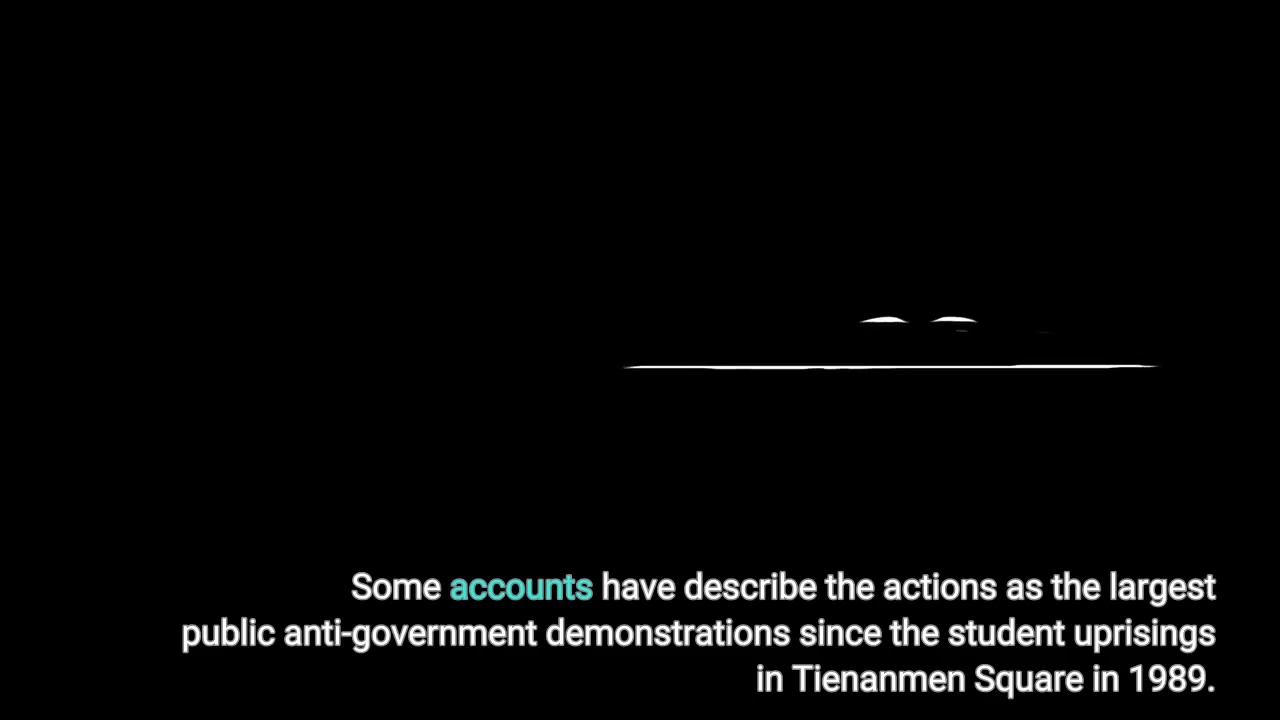 Some accounts have describe the actions as the largest
public anti-government demonstrations since the student uprisings
in Tienanmen Square in 1989.